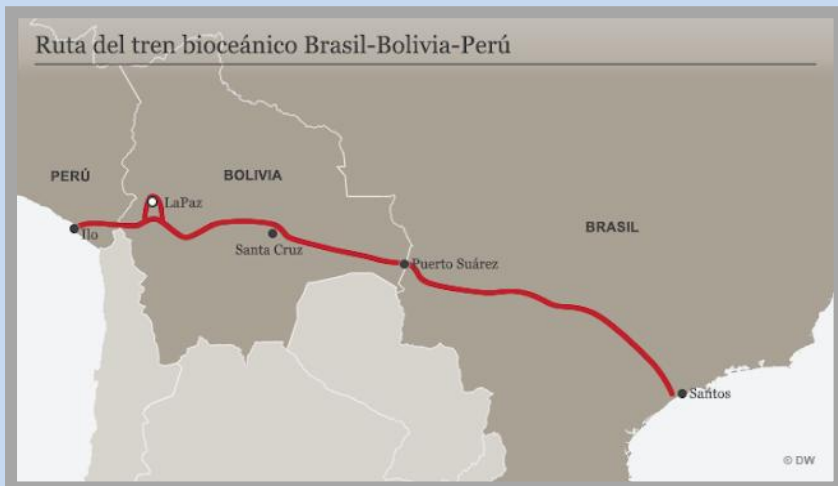 Ruta del tren bioceánico Brasil-Bolivia-Perú
PERÚ
BOLIVIA
LaPaz
BRASIL
Ilo
Santa Cruz
Puerto Suárez
Santos
© DW